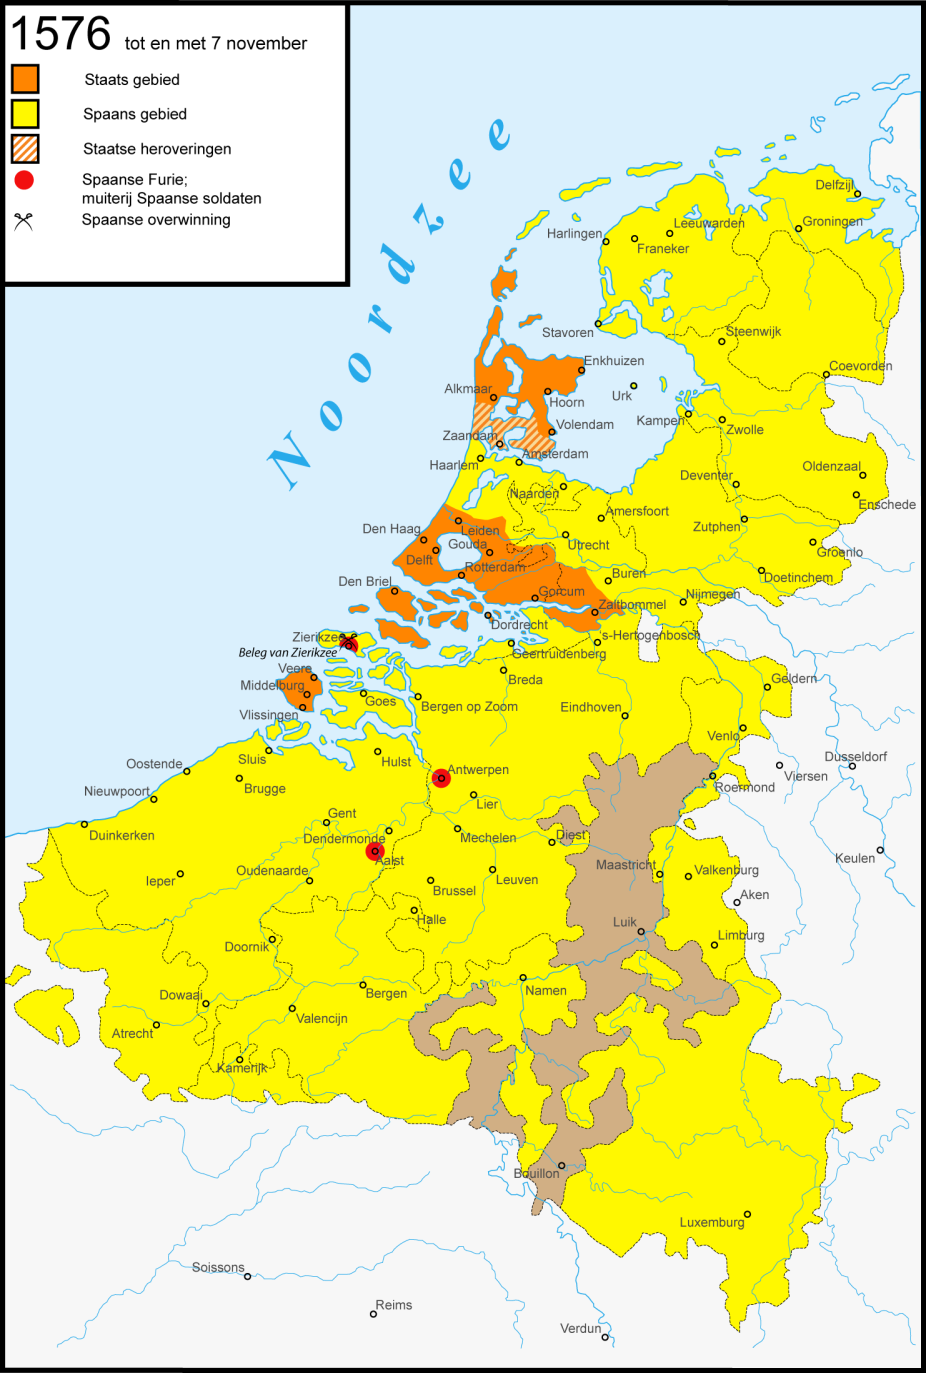 1576 tot en met 7 november
Staats gebied
Spaans gebied
Staatse heroveringen
Spaanse Furie;
muiterij Spaanse soldaten
Spaanse overwinning
Noordzee
Delfzijl
Groningen
Leeuwarden
Harlingen
Franeker
Stavoren
Steenwijk
Coevorden
Enkhuizen
Alkmaar
Hoorn
Urk
Kampen
Zwolle
Volendam
Zaandam
Amsterdam
Haarlem
Naarden
Deventer
Oldenzaal
Enschede
Amersfoort
Zutphen
Den Haag
Leiden
Gouda
Utrecht
Groenlo
Delft
Rotterdam
Buren
Doetinchem
Den Briel
Gorcum
Zaltbommel
Nijmegen
Dordrecht
Zierikzee
's-Hertogenbosch
Beleg van Zierikzee
Geertruidenberg
Veere
Breda
Geldern
Middelburg
Goes
Bergen op Zoom
Eindhoven
Vlissingen
Venlo
Sluis
Hulst
Oostende
Antwerpen
Dusseldorf
Viersen
Brugge
Nieuwpoort
Roermond
Lier
Gent
Duinkerken
Dendermonde
Mechelen
Diest
Aalst
Keulen
Maastricht
Valkenburg
Ieper
Oudenaarde
Brussel
Leuven
Aken
Halle
Luik
Limburg
Doornik
Namen
Bergen
Dowaai
Valencijn
Atrecht
Kamerijk
Bouillon
Luxemburg
Soissons
Reims
Verdun